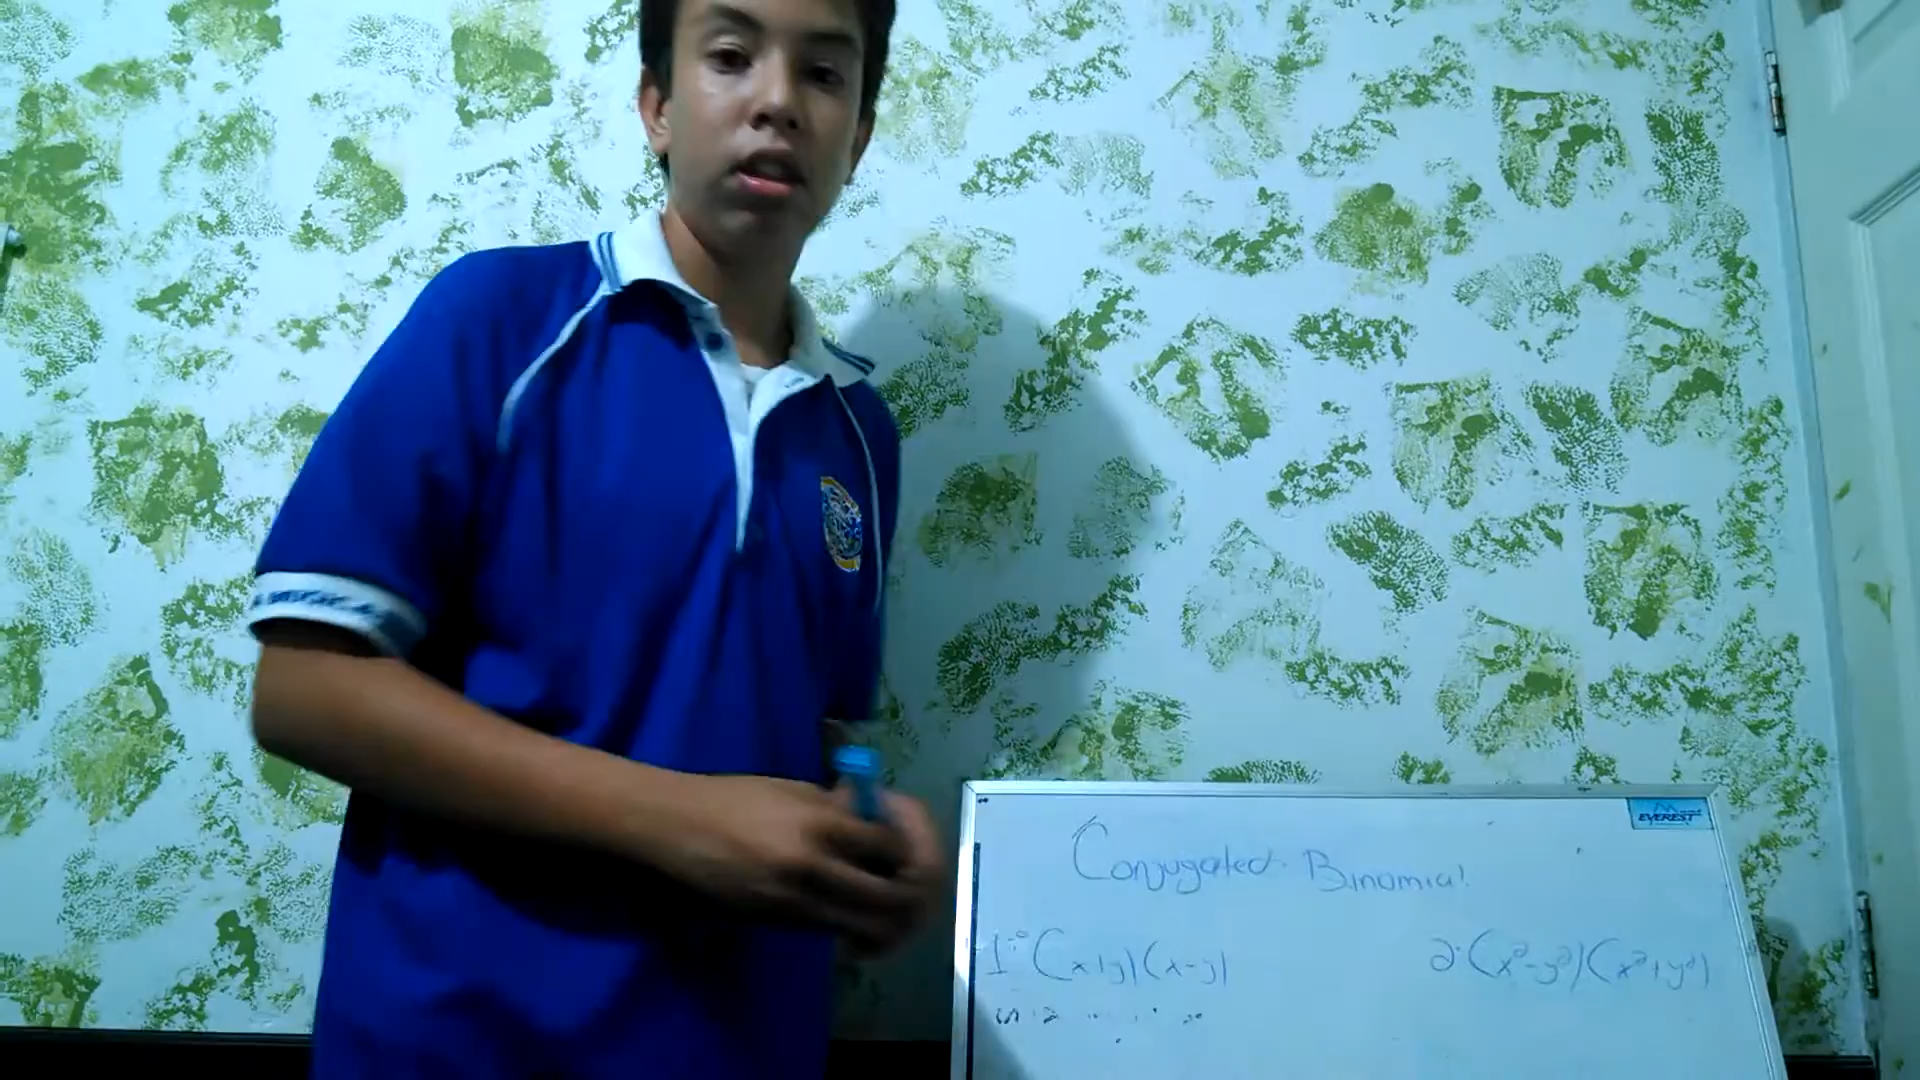 EVEREST
Conjugated Binomial
1.- (x+y)(x-y)
2.(x²-y²)(x²+y²)